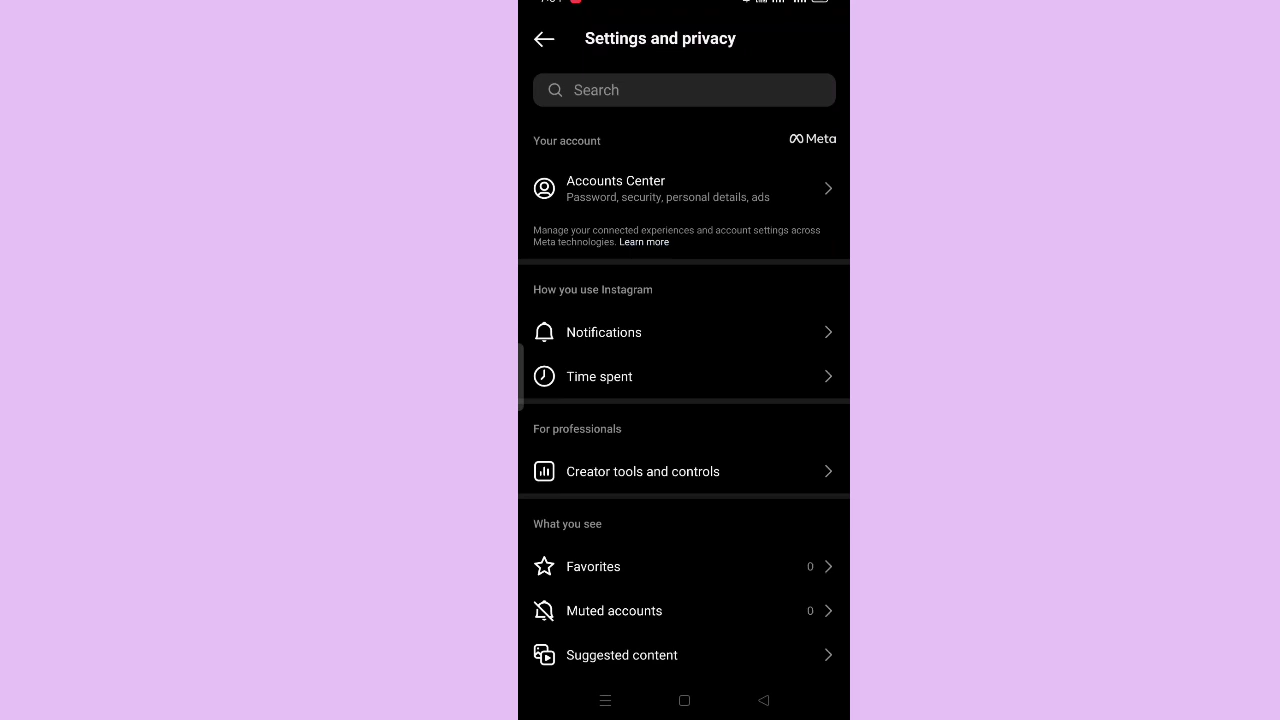 Settings and privacy
Search
Your account
Meta
Accounts Center
Password, security, personal details, ads
Manage your connected experiences and account settings across
Meta technologies. Learn more
How you use Instagram
Notifications
Time spent
For professionals
Creator tools and controls
What you see
Favorites 0
Muted accounts 0
Suggested content